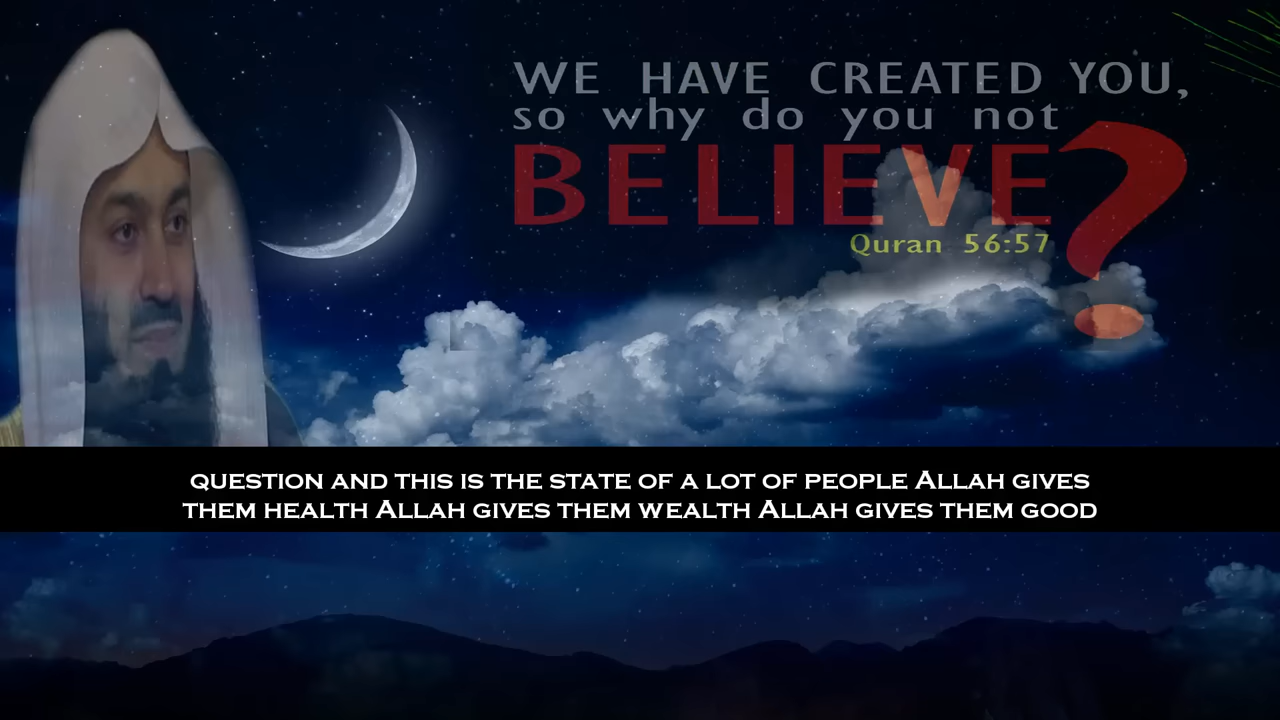 WE HAVE CREATED YOU,
so why do you not
BELIEVE?
Quran 56:57
QUESTION AND THIS IS THE STATE OF A LOT OF PEOPLE ALLAH GIVES
THEM HEALTH ALLAH GIVES THEM WEALTH ALLAH GIVES THEM GOOD